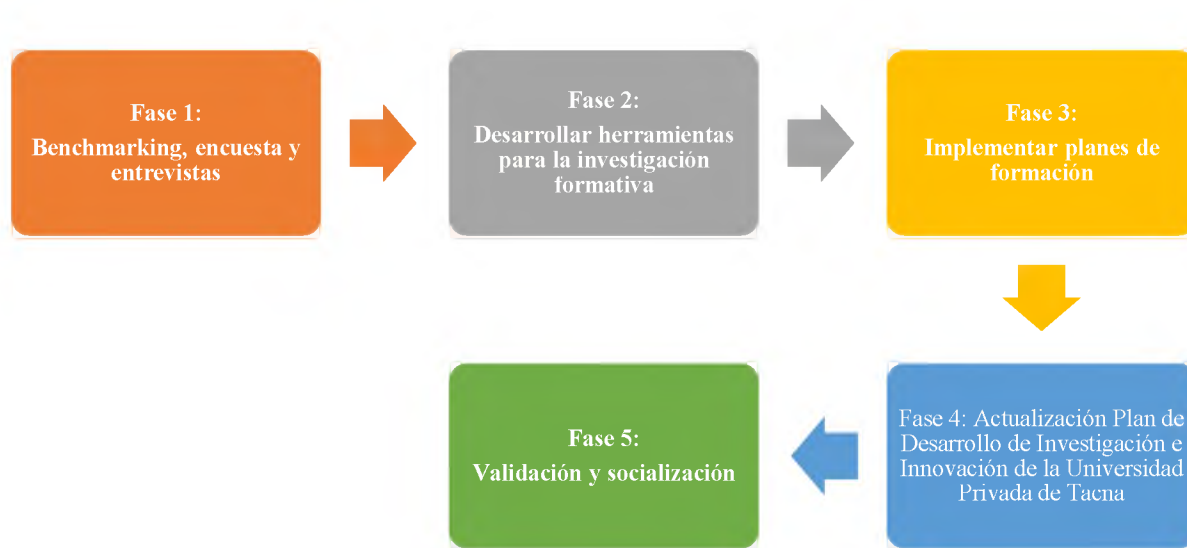 Fase 1:
Benchmarking, encuesta y
entrevistas
Fase 2:
Desarrollar herramientas
para la investigación
formativa
Fase 3:
Implementar planes de
formación
Fase 4: Actualización Plan de
Desarrollo de Investigación e
Innovación de la Universidad
Privada de Tacna
Fase 5:
Validación y socialización